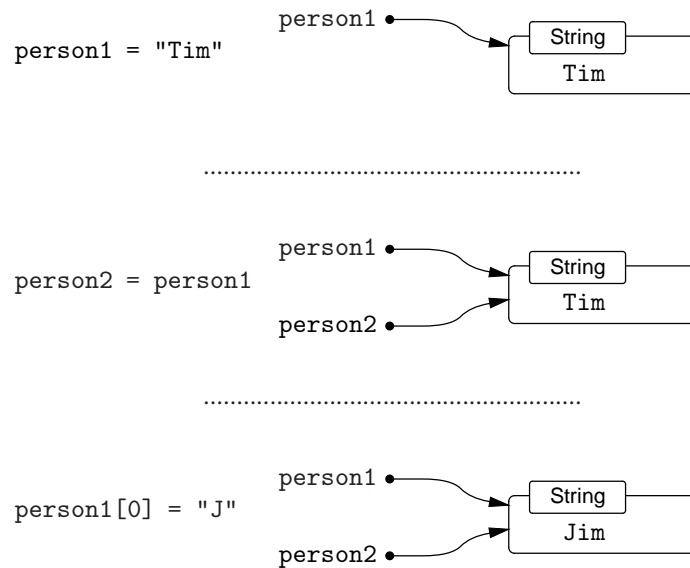 person1
person1 = "Tim"
String
Tim
person1
person2 = person1
String
Tim
person2
person1
person1[0] = "J"
String
Jim
person2